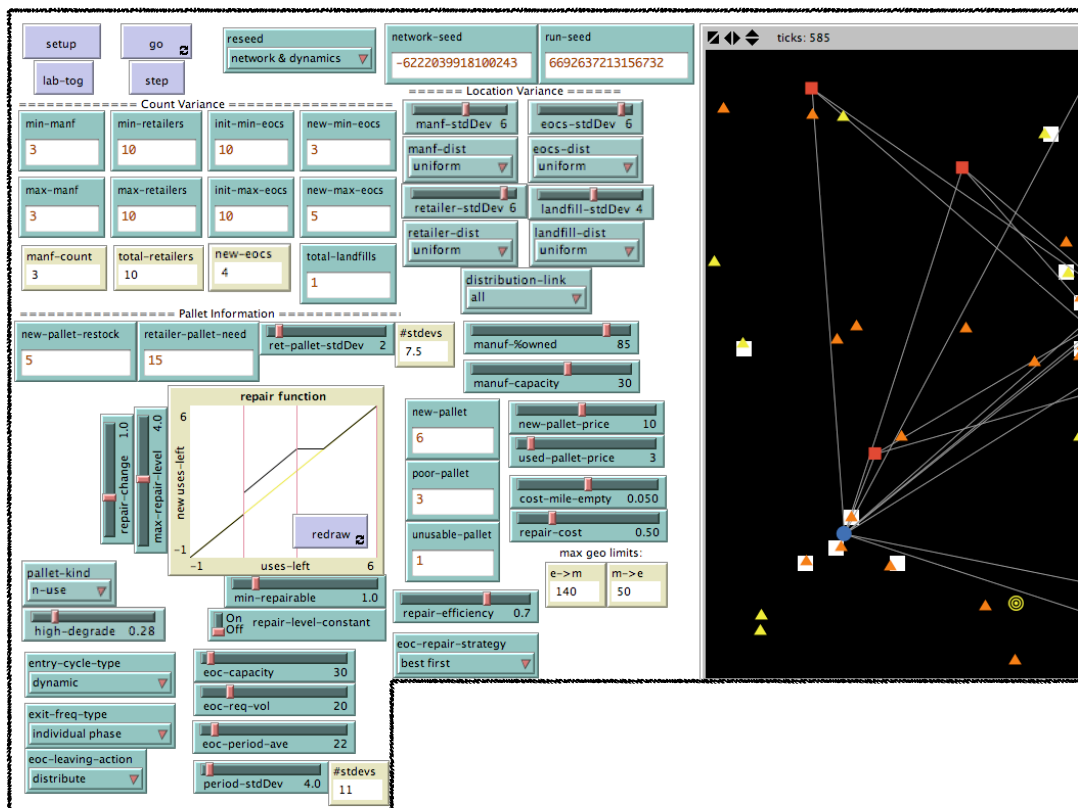 setup
go
reseed
network & dynamics
network-seed
-6222039918100243
run-seed
6692637213156732
ticks: 585
lab-tog
step
========== Count Variance ==================
====== Location Variance ======
min-manf
3
min-retailers
10
init-min-eocs
10
new-min-eocs
3
manf-stdDev 6
eocs-stdDev 6
manf-dist
uniform
eocs-dist
uniform
max-manf
3
max-retailers
10
init-max-eocs
10
new-max-eocs
5
retailer-stdDev 6
landfill-stdDev 4
retailer-dist
uniform
landfill-dist
uniform
manf-count
3
total-retailers
10
new-eocs
4
total-landfills
1
distribution-link
all
============== Pallet Information ==============
new-pallet-restock
5
retailer-pallet-need
15
ret-pallet-stdDev 2
#stdevs
7.5
manuf-%owned 85
manuf-capacity 30
repair-change 1.0
max-repair-level 4.0
repair function
new uses-left
6
-1
-1
uses-left
6
redraw
new-pallet
6
poor-pallet
3
unusable-pallet
1
new-pallet-price 10
used-pallet-price 3
cost-mile-empty 0.050
repair-cost 0.50
max geo limits:
e->m
140
m->e
50
pallet-kind
n-use
min-repairable 1.0
high-degrade 0.28
On
Off
repair-level-constant
repair-efficiency 0.7
eoc-repair-strategy
best first
entry-cycle-type
dynamic
eoc-capacity 30
eoc-req-vol 20
exit-freq-type
individual phase
eoc-period-ave 22
eoc-leaving-action
distribute
period-stdDev 4.0
#stdevs
11